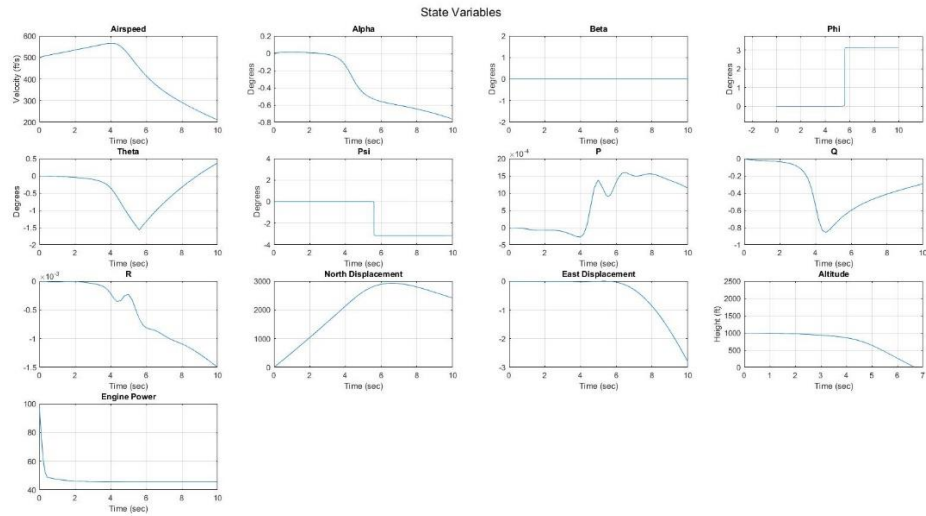 State Variables
Airspeed
Alpha
Beta
Phi
Velocity (ft/s)
600
500
400
300
200
0 2 4 6 8 10
Time (sec)
Degrees
0.2
0
-0.2
-0.4
-0.6
-0.8
0 2 4 6 8 10
Time (sec)
Degrees
2
1
0
-1
-2
0 2 4 6 8 10
Time (sec)
Degrees
3
2
1
0
-2 0 2 4 6 8 10
Time (sec)
Theta
Psi
P
Q
Degrees
0.5
0
-0.5
-1
-1.5
-2
0 2 4 6 8 10
Time (sec)
Degrees
4
2
0
-2
-4
0 2 4 6 8 10
Time (sec)
20
15
10
5
0
-5
0 2 4 6 8 10
Time (sec)
0
-0.2
-0.4
-0.6
-0.8
-1
0 2 4 6 8 10
Time (sec)
R
North Displacement
East Displacement
Altitude
×10⁻³
0
-0.5
-1
-1.5
0 2 4 6 8 10
Time (sec)
3000
2000
1000
0
0 2 4 6 8 10
Time (sec)
0
-1
-2
-3
0 2 4 6 8 10
Time (sec)
Height (ft)
2500
2000
1500
1000
500
0
0 1 2 3 4 5 6 7
Time (sec)
Engine Power
100
80
60
40
0 2 4 6 8 10
Time (sec)